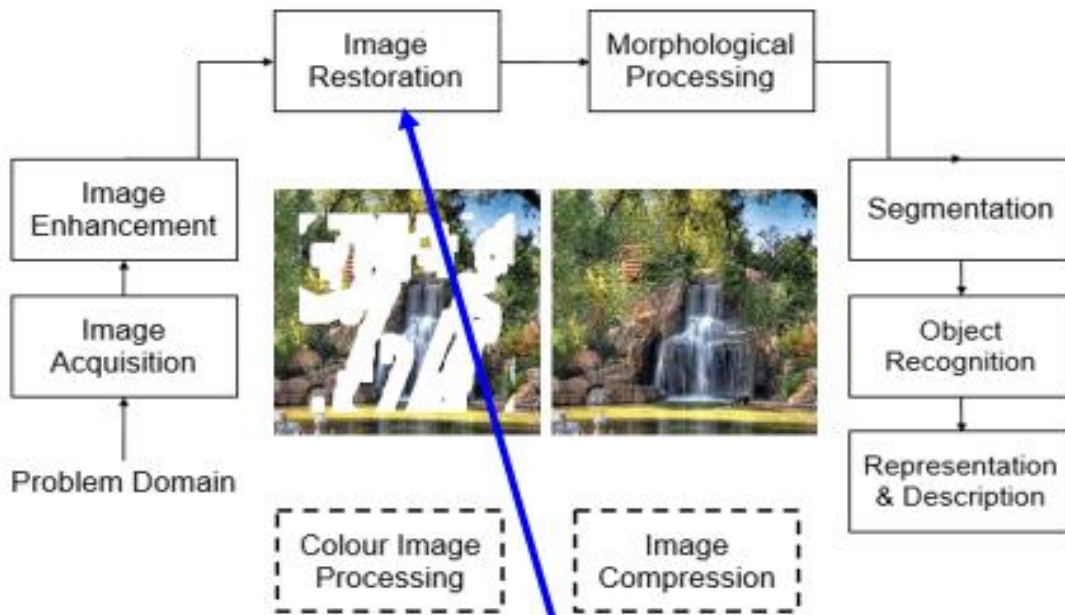 Image
Restoration
Morphological
Processing
Image
Enhancement
Segmentation
Image
Acquisition
Object
Recognition
Problem Domain
Representation
& Description
Colour Image
Processing
Image
Compression